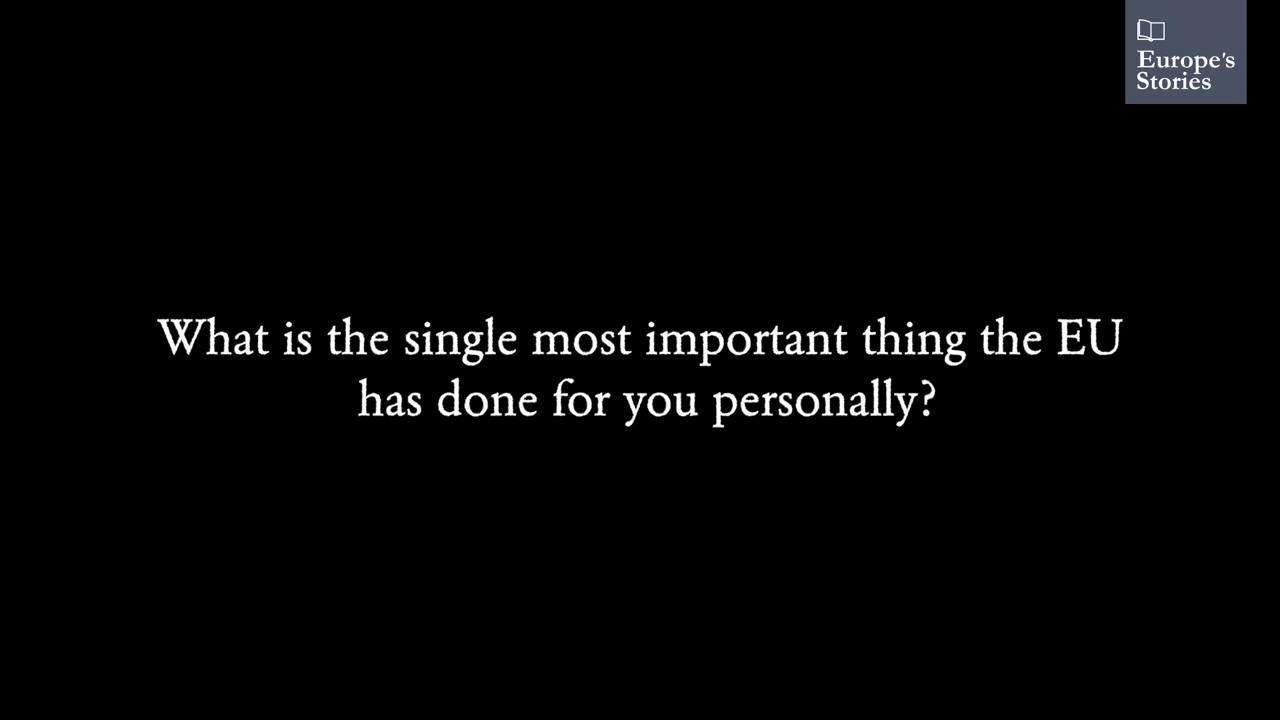 Europe's
Stories
What is the single most important thing the EU
has done for you personally?